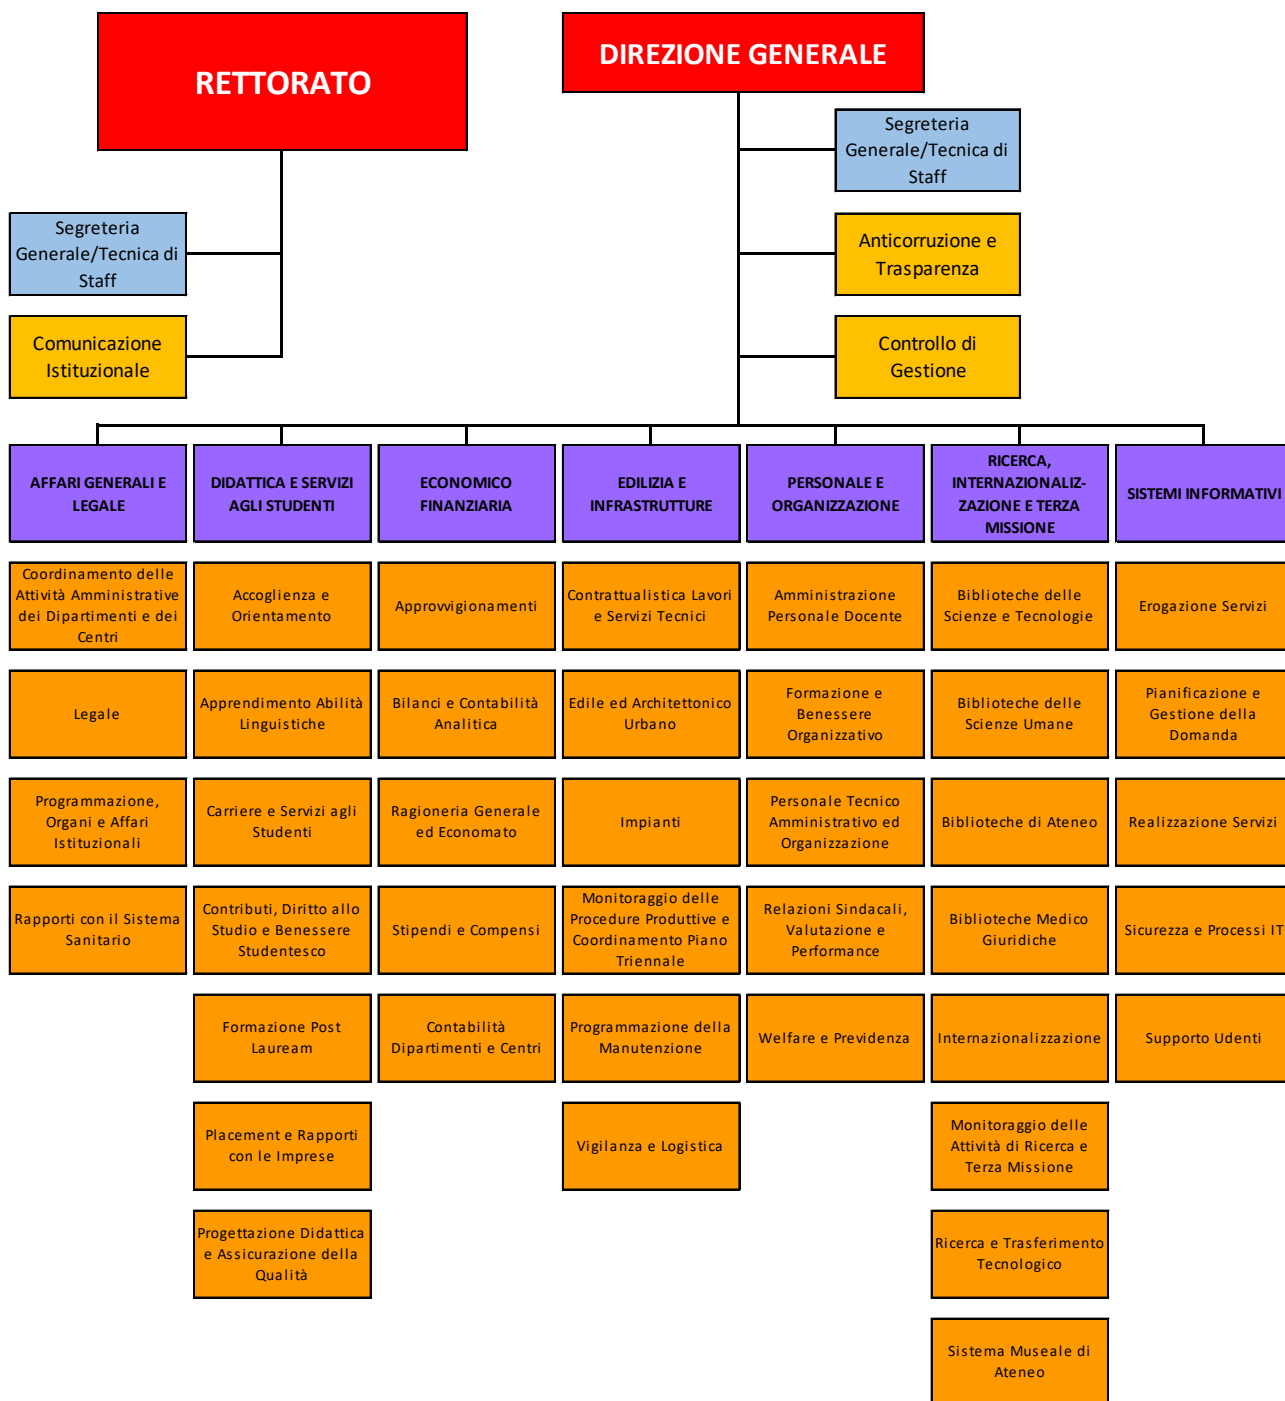 RETTORATO
DIREZIONE GENERALE
Segreteria
Generale/Tecnica di
Staff
Segreteria
Generale/Tecnica di
Staff
Anticorruzione e
Trasparenza
Comunicazione
Istituzionale
Controllo di
Gestione
AFFARI GENERALI E
LEGALE
DIDATTICA E SERVIZI
AGLI STUDENTI
ECONOMICO
FINANZIARIA
EDILIZIA E
INFRASTRUTTURE
PERSONALE E
ORGANIZZAZIONE
RICERCA,
INTERNAZIONALIZ-
ZAZIONE E TERZA
MISSIONE
SISTEMI INFORMATIVI
Coordinamento delle
Attività Amministrative
dei Dipartimenti e dei
Centri
Accoglienza e
Orientamento
Approvvigionamenti
Contrattualistica Lavori
e Servizi Tecnici
Amministrazione
Personale Docente
Biblioteche delle
Scienze e Tecnologie
Erogazione Servizi
Legale
Apprendimento Abilità
Linguistiche
Bilanci e Contabilità
Analitica
Edile ed Architettonico
Urbano
Formazione e
Benessere
Organizzativo
Biblioteche delle
Scienze Umane
Pianificazione e
Gestione della
Domanda
Programmazione,
Organi e Affari
Istituzionali
Carriere e Servizi agli
Studenti
Ragioneria Generale
ed Economato
Impianti
Personale Tecnico
Amministrativo ed
Organizzazione
Biblioteche di Ateneo
Realizzazione Servizi
Rapporti con il Sistema
Sanitario
Contributi, Diritto allo
Studio e Benessere
Studentesco
Stipendi e Compensi
Monitoraggio delle
Procedure Produttive e
Coordinamento Piano
Triennale
Relazioni Sindacali,
Valutazione e
Performance
Biblioteche Medico
Giuridiche
Sicurezza e Processi IT
Formazione Post
Lauream
Contabilità
Dipartimenti e Centri
Programmazione della
Manutenzione
Welfare e Previdenza
Internazionalizzazione
Supporto Udenti
Placement e Rapporti
con le Imprese
Vigilanza e Logistica
Monitoraggio delle
Attività di Ricerca e
Terza Missione
Progettazione Didattica
e Assicurazione della
Qualità
Ricerca e Trasferimento
Tecnologico
Sistema Museale di
Ateneo